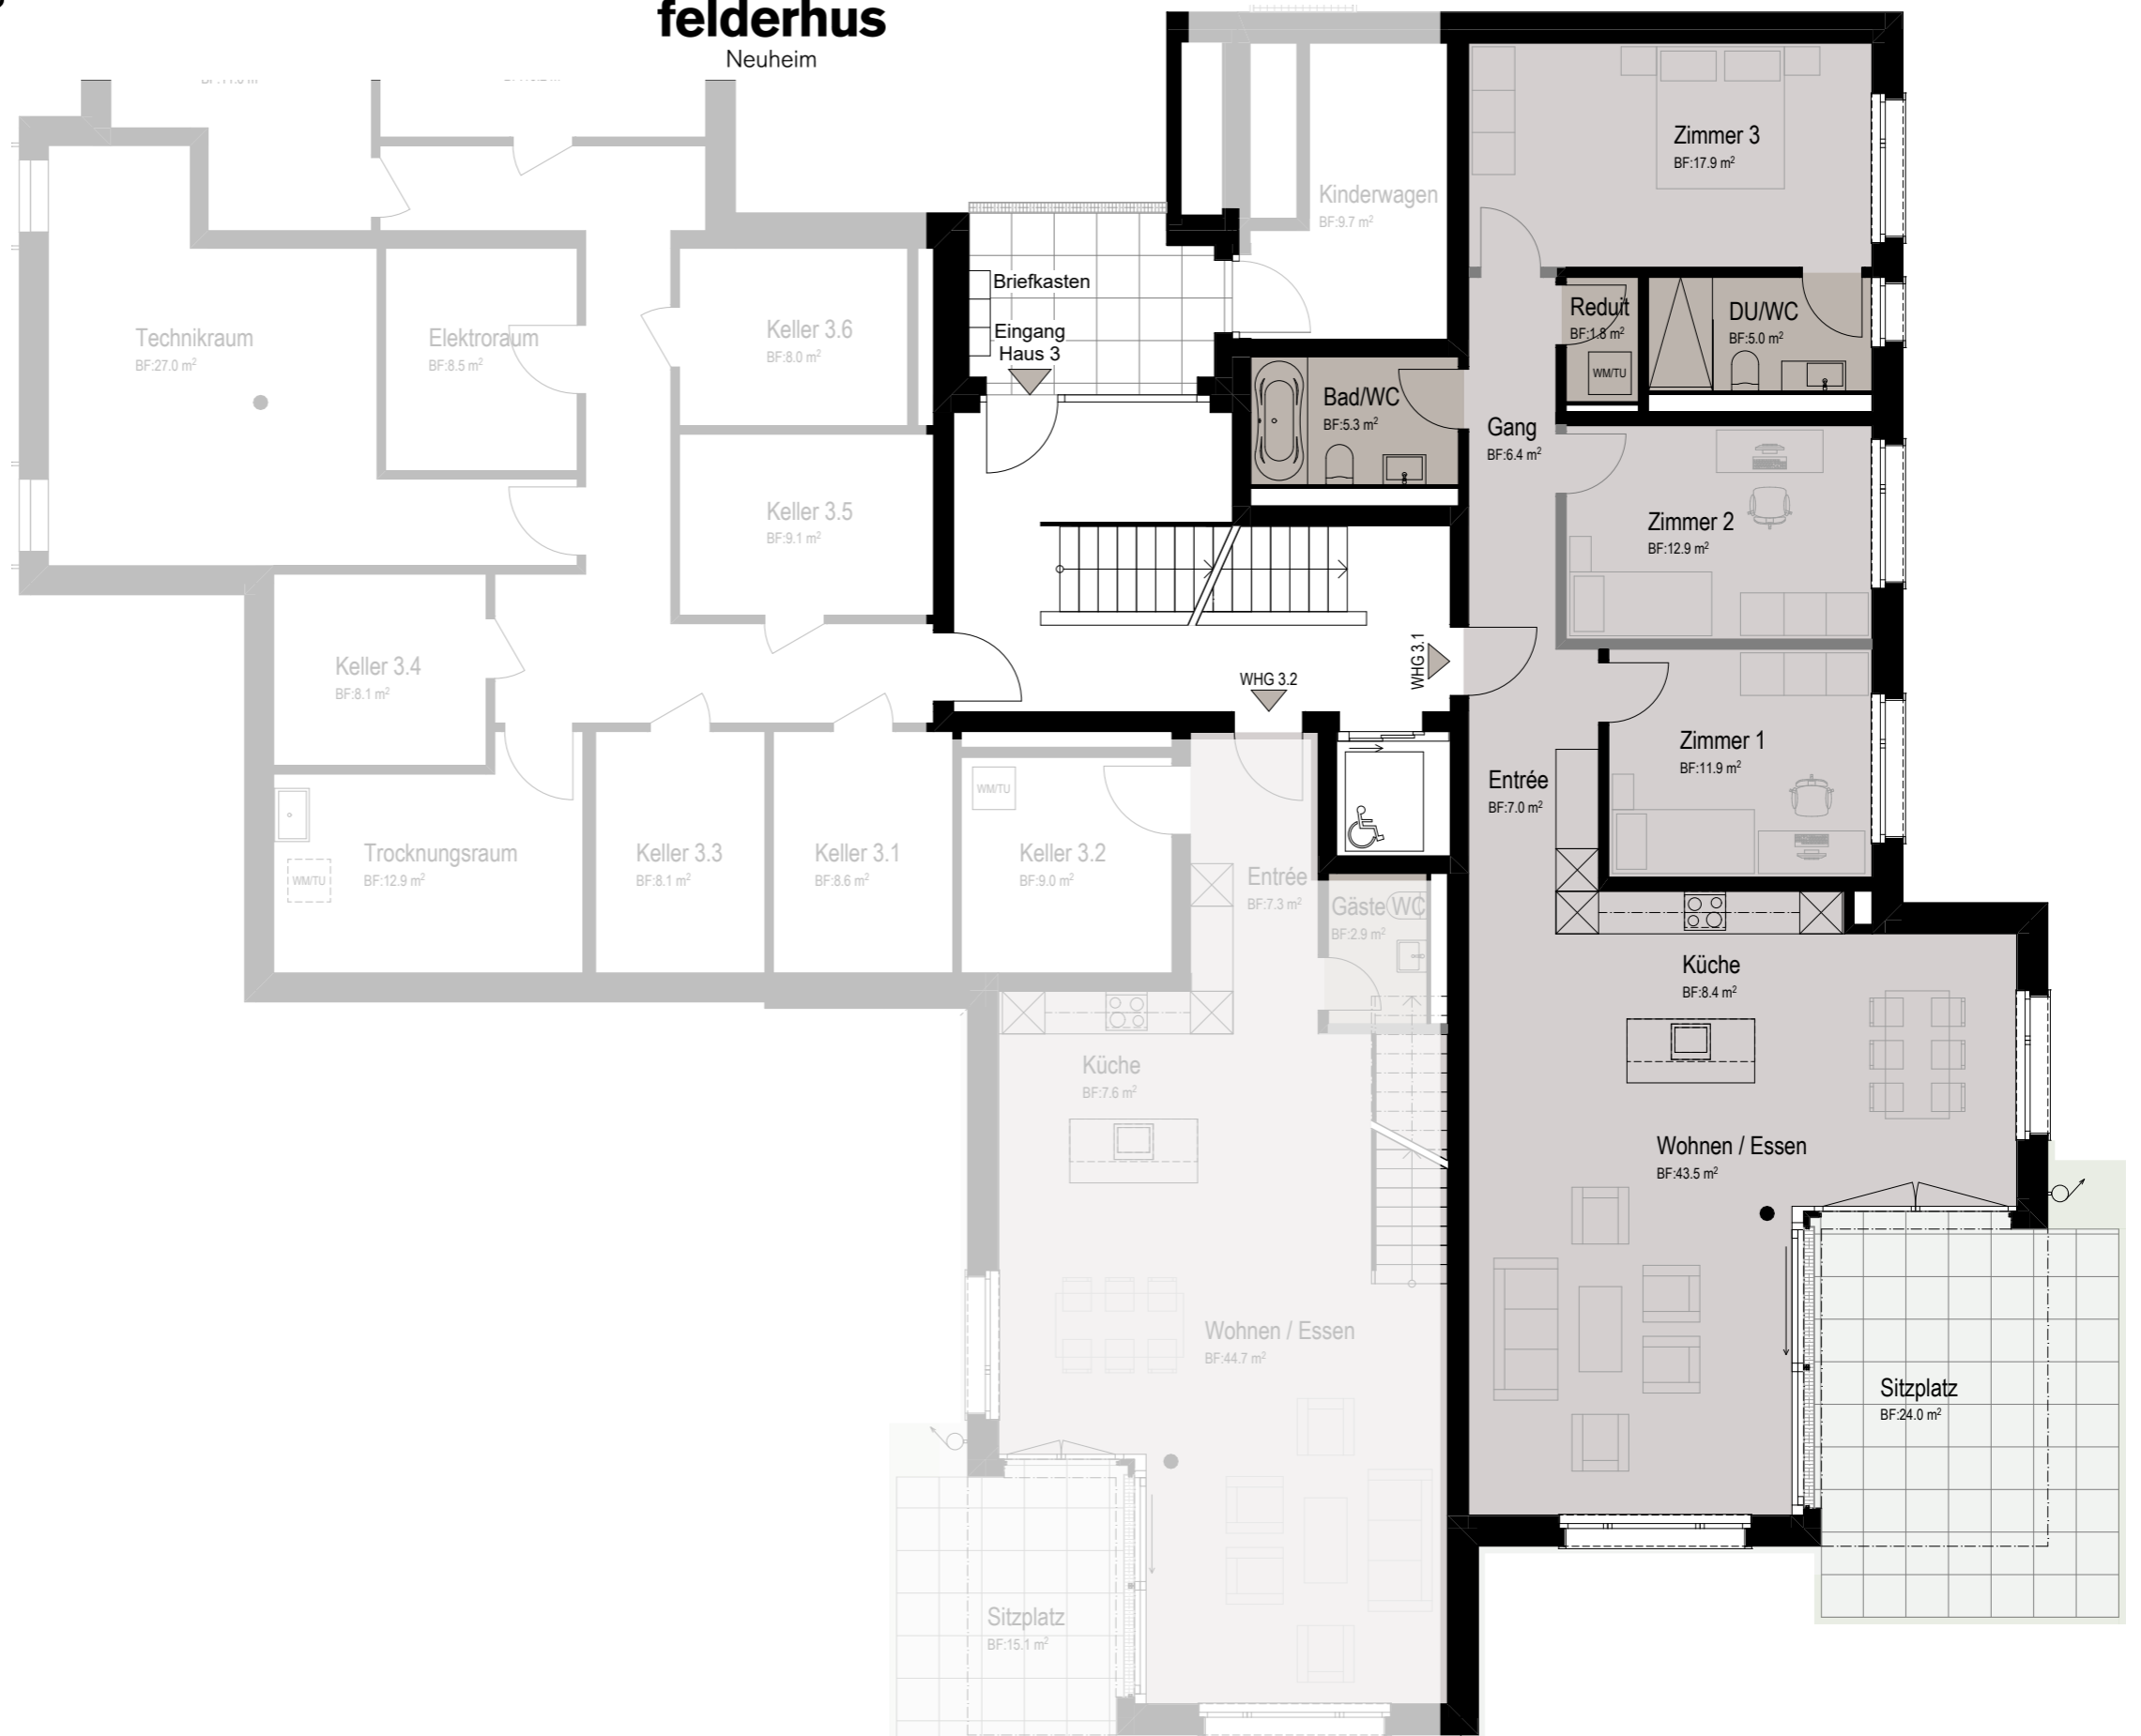 felderhus
Neuheim
Zimmer 3
BF:17.9 m²
Kinderwagen
BF:9.7 m²
Briefkasten
Eingang
Haus 3
Reduit
BF:1.8 m²
WM/TU
DU/WC
BF:5.0 m²
Technikraum
BF:27.0 m²
Elektroraum
BF:8.5 m²
Keller 3.6
BF:8.0 m²
Bad/WC
BF:5.3 m²
Gang
BF:6.4 m²
Keller 3.5
BF:9.1 m²
Zimmer 2
BF:12.9 m²
Keller 3.4
BF:8.1 m²
WHG 3.2
WHG 3.1
Zimmer 1
BF:11.9 m²
Entrée
BF:7.0 m²
WM/TU
Trocknungsraum
BF:12.9 m²
WM/TU
Keller 3.3
BF:8.1 m²
Keller 3.1
BF:8.6 m²
Keller 3.2
BF:9.0 m²
Entrée
BF:7.3 m²
Gäste WC
BF:2.9 m²
Küche
BF:8.4 m²
Küche
BF:7.6 m²
Wohnen / Essen
BF:43.5 m²
Wohnen / Essen
BF:44.7 m²
Sitzplatz
BF:24.0 m²
Sitzplatz
BF:15.1 m²